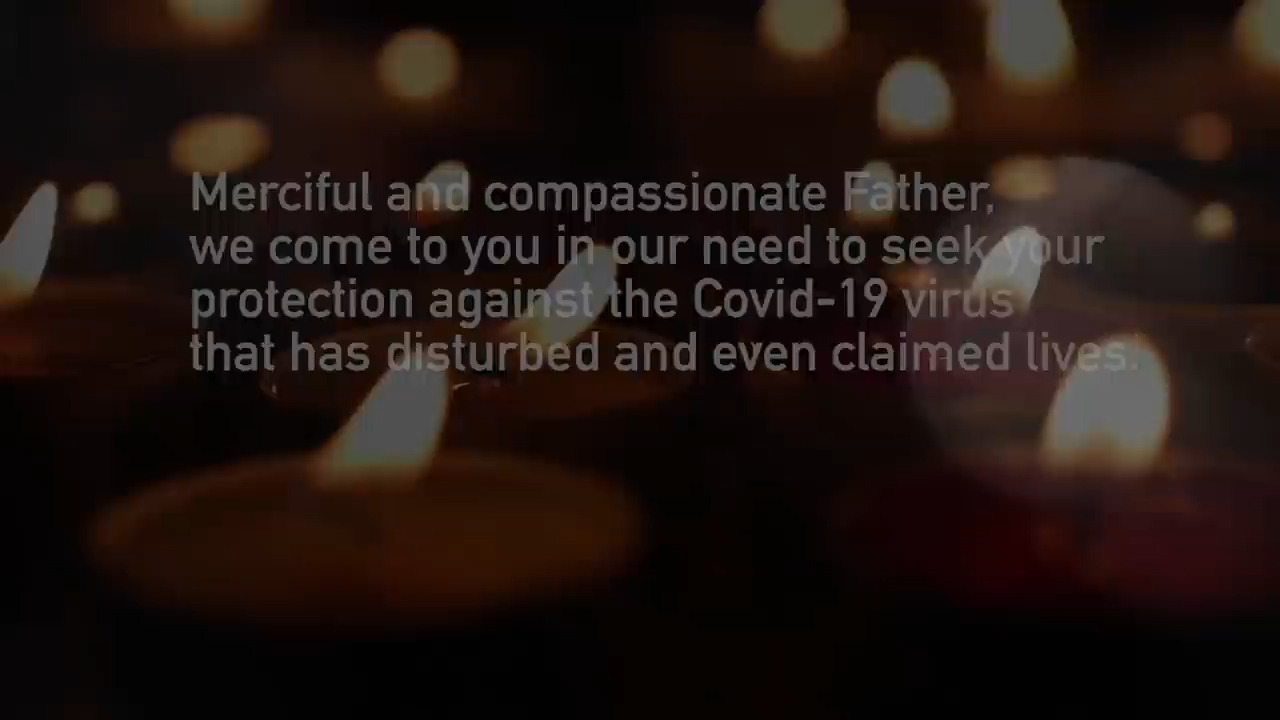 Merciful and compassionate Father,
we come to you in our need to seek your
protection against the Covid-19 virus
that has disturbed and even claimed lives.